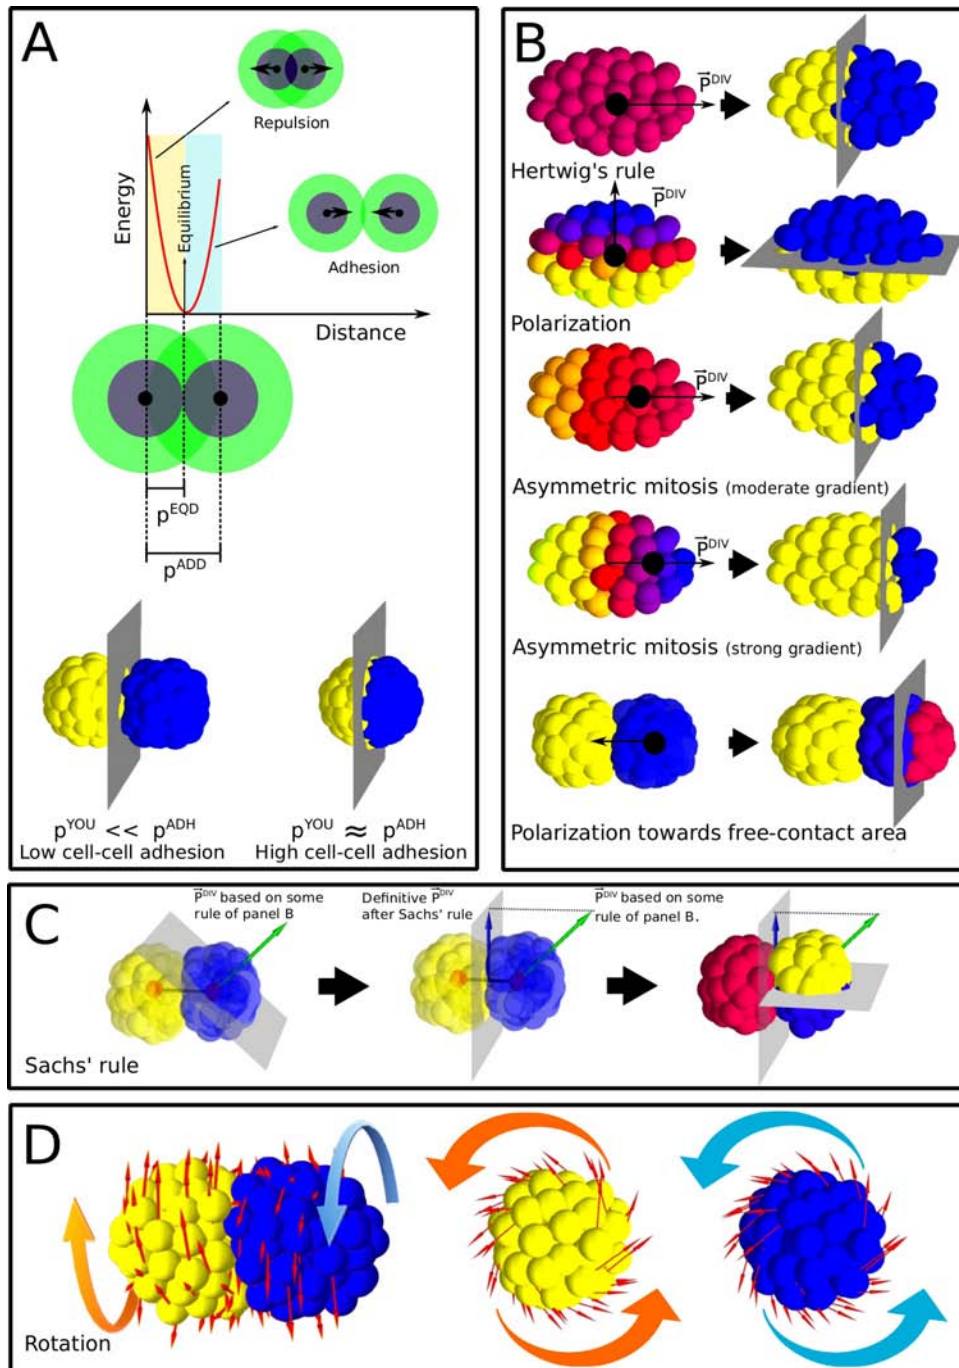 A
Repulsion
Energy
Equilibrium
Adhesion
Distance
p^EQD
p^ADD
p^YOU << p^ADH
Low cell-cell adhesion
p^YOU ≈ p^ADH
High cell-cell adhesion
B
P^DIV
Hertwig's rule
P^DIV
Polarization
P^DIV
Asymmetric mitosis (moderate gradient)
P^DIV
Asymmetric mitosis (strong gradient)
Polarization towards free-contact area
C
P^DIV based on some
rule of panel B
Definitive P^DIV
after Sachs' rule
P^DIV based on some
rule of panel B.
Sachs' rule
D
Rotation